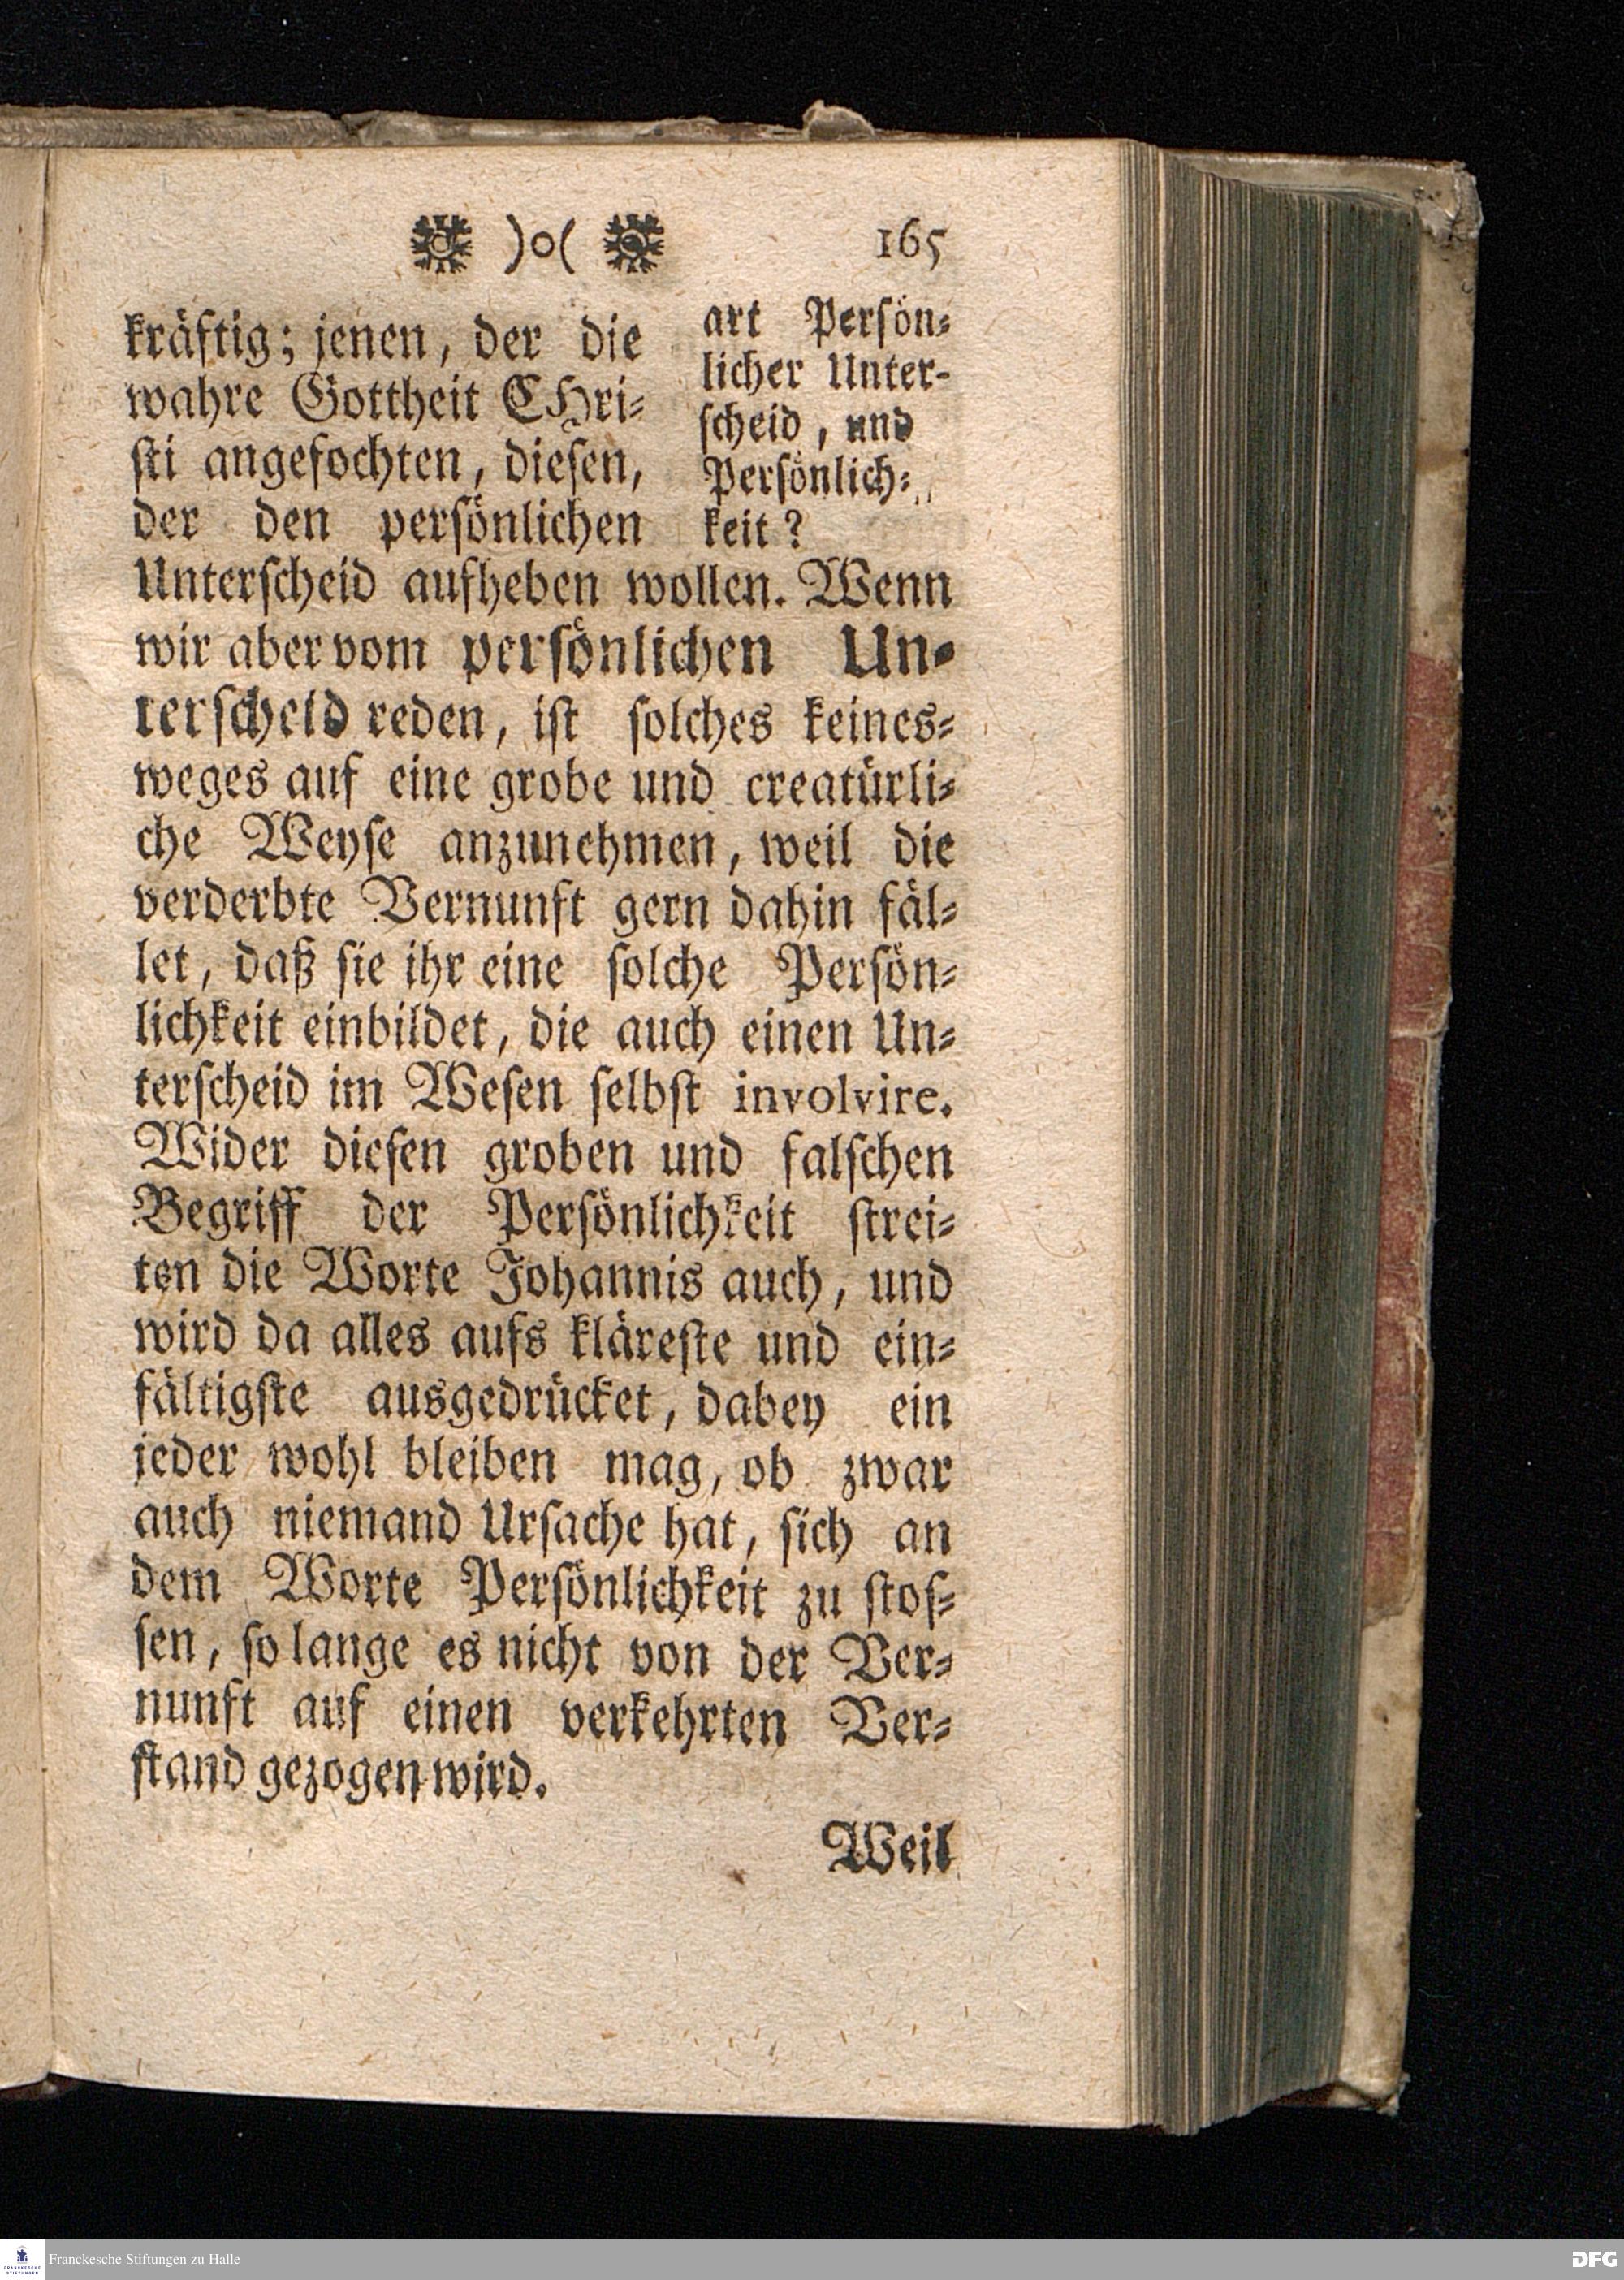 )o( 165
kräftig; jenen, der die
wahre Gottheit CHri⸗
sti angefochten, diesen,
der den persönlichen
art Persön⸗
licher Unter-
scheid, und
Persönlich⸗
keit?
Unterscheid aufheben wollen. Wenn
wir aber vom persönlichen Un⸗
terscheid reden, ist solches keines⸗
weges auf eine grobe und creatürli⸗
che Weyse anzunehmen, weil die
verderbte Vernunft gern dahin fäl⸗
let, daß sie ihr eine solche Persön⸗
lichkeit einbildet, die auch einen Un⸗
terscheid im Wesen selbst involvire.
Wider diesen groben und falschen
Begriff der Persönlichkeit strei⸗
ten die Worte Johannis auch, und
wird da alles aufs kläreste und ein⸗
fältigste ausgedrücket, dabey ein
jeder wohl bleiben mag, ob zwar
auch niemand Ursache hat, sich an
dem Worte Persönlichkeit zu stos⸗
sen, so lange es nicht von der Ver⸗
nunft auf einen verkehrten Ver⸗
stand gezogen wird.
Weil
Franckesche Stiftungen zu Halle
DFG